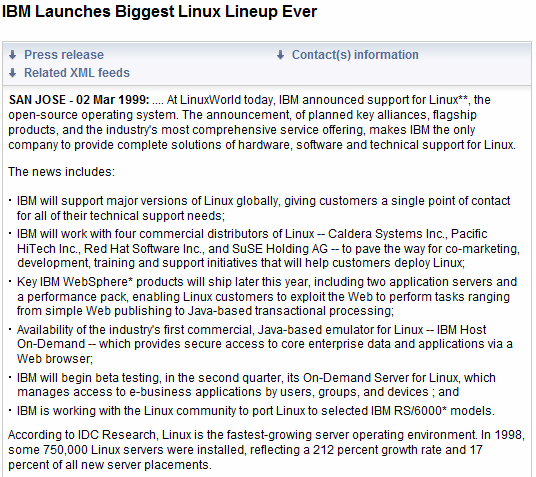 IBM Launches Biggest Linux Lineup Ever
Press release
Contact(s) information
Related XML feeds
SAN JOSE - 02 Mar 1999: .... At LinuxWorld today, IBM announced support for Linux**, the
open-source operating system. The announcement, of planned key alliances, flagship
products, and the industry's most comprehensive service offering, makes IBM the only
company to provide complete solutions of hardware, software and technical support for Linux.
The news includes:
· IBM will support major versions of Linux globally, giving customers a single point of contact
for all of their technical support needs;
· IBM will work with four commercial distributors of Linux -- Caldera Systems Inc., Pacific
HiTech Inc., Red Hat Software Inc., and SuSE Holding AG -- to pave the way for co-marketing,
development, training and support initiatives that will help customers deploy Linux;
· Key IBM WebSphere* products will ship later this year, including two application servers and
a performance pack, enabling Linux customers to exploit the Web to perform tasks ranging
from simple Web publishing to Java-based transactional processing;
· Availability of the industry's first commercial, Java-based emulator for Linux -- IBM Host
On-Demand -- which provides secure access to core enterprise data and applications via a
Web browser;
· IBM will begin beta testing, in the second quarter, its On-Demand Server for Linux, which
manages access to e-business applications by users, groups, and devices ; and
· IBM is working with the Linux community to port Linux to selected IBM RS/6000* models.
According to IDC Research, Linux is the fastest-growing server operating environment. In 1998,
some 750,000 Linux servers were installed, reflecting a 212 percent growth rate and 17
percent of all new server placements.